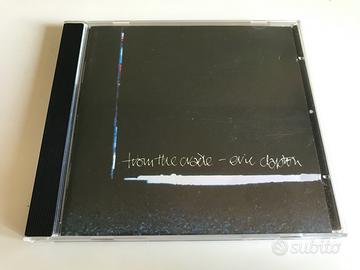 from the cradle - eric clapton
subito